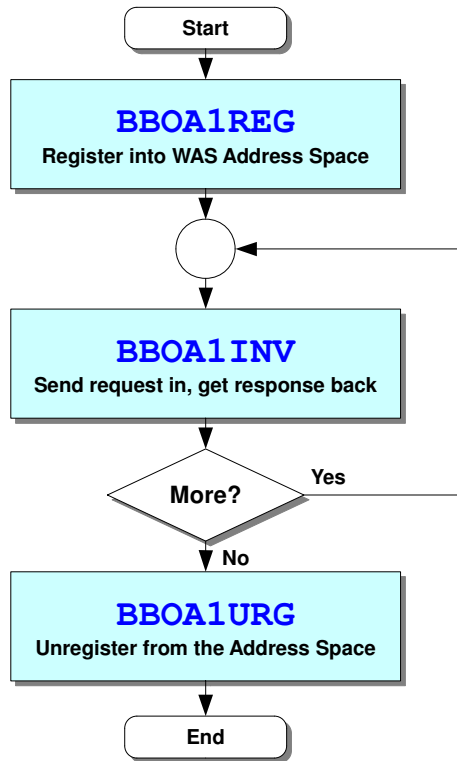 Start
BBOA1REG
Register into WAS Address Space
BBOA1INV
Send request in, get response back
More?
Yes
No
BBOA1URG
Unregister from the Address Space
End